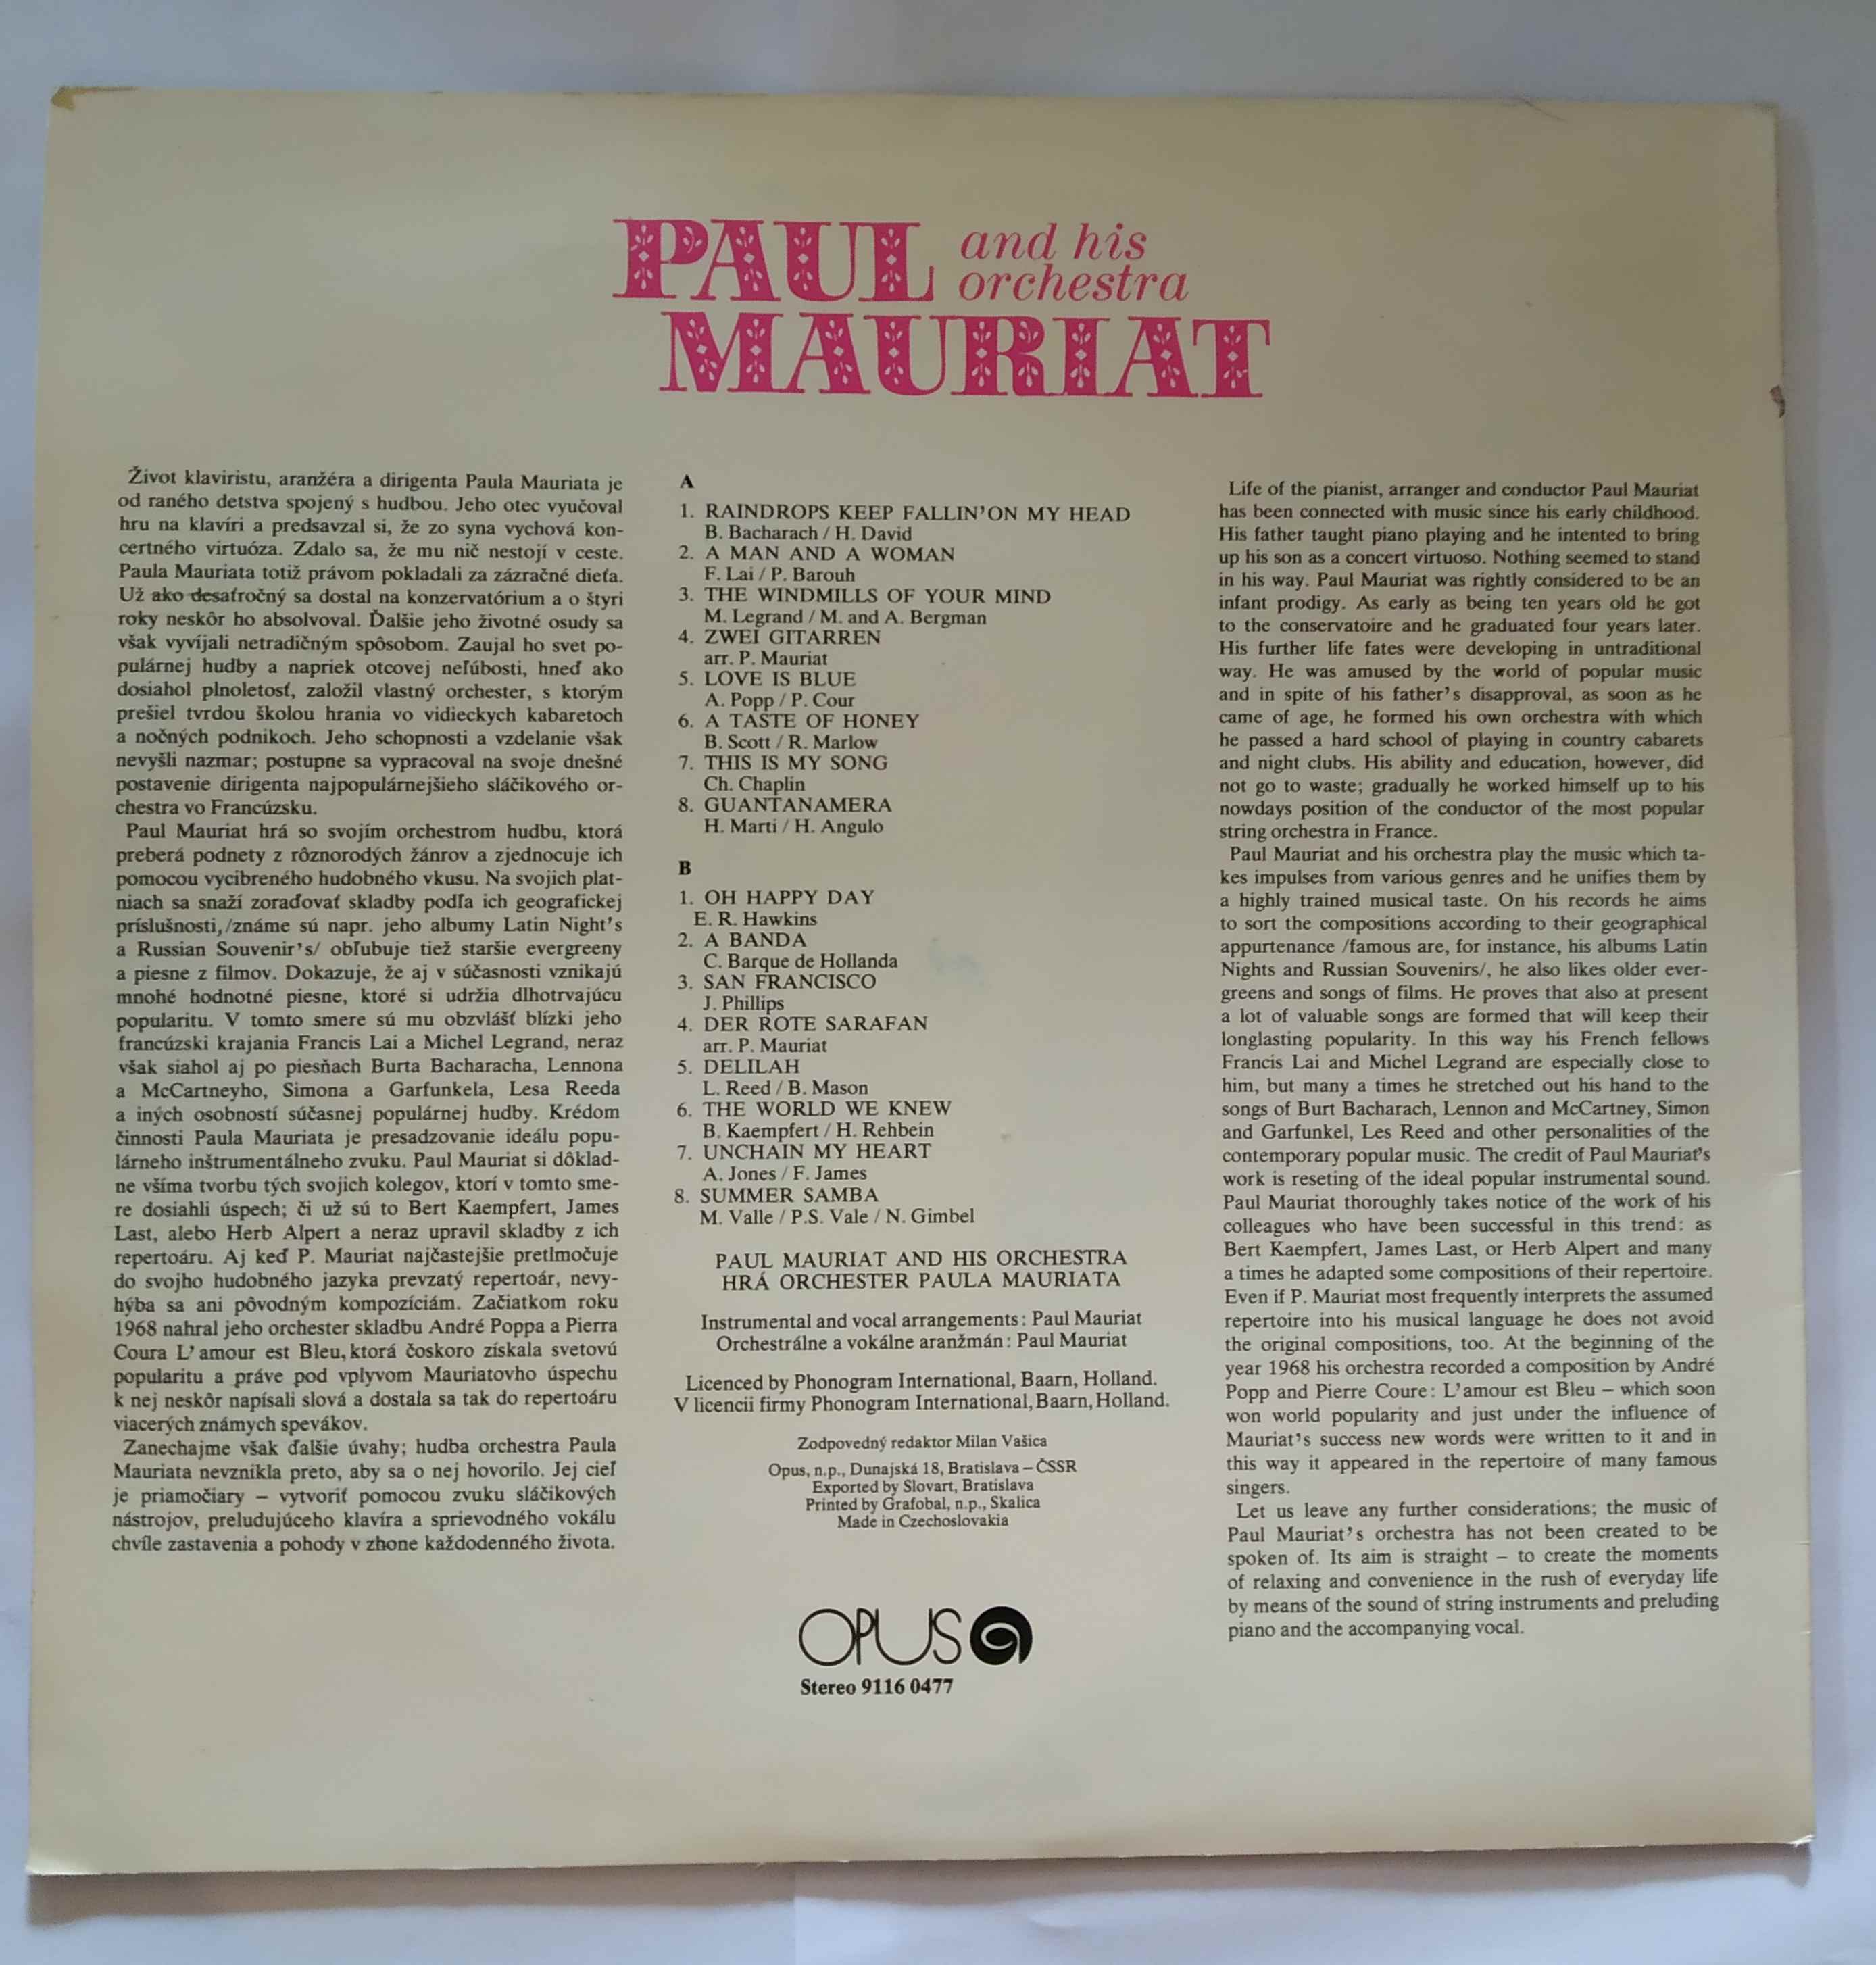 PAUL and his
orchestra
MAURIAT
Život klaviristu, aranžéra a dirigenta Paula Mauriata je
od raného detstva spojený s hudbou. Jeho otec vyučoval
hru na klavíri a predsavzal si, že zo syna vychová kon-
certného virtuóza. Zdalo sa, že mu nič nestojí v ceste.
Paula Mauriata totiž právom pokladali za zázračné dieťa.
Už ako desaťročný sa dostal na konzervatórium a o štyri
roky neskôr ho absolvoval. Ďalšie jeho životné osudy sa
však vyvíjali netradičným spôsobom. Zaujal ho svet po-
pulárnej hudby a napriek otcovej neľúbosti, hneď ako
dosiahol plnoletosť, založil vlastný orchester, s ktorým
prešiel tvrdou školou hrania vo vidieckych kabaretoch
a nočných podnikoch. Jeho schopnosti a vzdelanie však
nevyšli nazmar; postupne sa vypracoval na svoje dnešné
postavenie dirigenta najpopulárnejšieho sláčikového or-
chestra vo Francúzsku.
Paul Mauriat hrá so svojím orchestrom hudbu, ktorá
preberá podnety z rôznorodých žánrov a zjednocuje ich
pomocou vycibreného hudobného vkusu. Na svojich plat-
niach sa snaží zoraďovať skladby podľa ich geografickej
príslušnosti,/známe sú napr. jeho albumy Latin Night's
a Russian Souvenir's/ obľubuje tiež staršie evergreeny
a piesne z filmov. Dokazuje, že aj v súčasnosti vznikajú
mnohé hodnotné piesne, ktoré si udržia dlhotrvajúcu
popularitu. V tomto smere sú mu obzvlášť blízki jeho
francúzski krajania Francis Lai a Michel Legrand, neraz
však siahol aj po piesňach Burta Bacharacha, Lennona
a McCartneyho, Simona a Garfunkela, Lesa Reeda
a iných osobností súčasnej populárnej hudby. Krédom
činnosti Paula Mauriata je presadzovanie ideálu popu-
lárneho inštrumentálneho zvuku. Paul Mauriat si dôklad-
ne všíma tvorbu tých svojich kolegov, ktorí v tomto sme-
re dosiahli úspech; či už sú to Bert Kaempfert, James
Last, alebo Herb Alpert a neraz upravil skladby z ich
repertoáru. Aj keď P. Mauriat najčastejšie pretlmočuje
do svojho hudobného jazyka prevzatý repertoár, nevy-
hýba sa ani pôvodným kompozíciám. Začiatkom roku
1968 nahral jeho orchester skladbu André Poppa a Pierra
Coura L'amour est Bleu, ktorá čoskoro získala svetovú
popularitu a práve pod vplyvom Mauriatovho úspechu
k nej neskôr napísali slová a dostala sa tak do repertoáru
viacerých známych spevákov.
Zanechajme však ďalšie úvahy; hudba orchestra Paula
Mauriata nevznikla preto, aby sa o nej hovorilo. Jej cieľ
je priamočiary – vytvoriť pomocou zvuku sláčikových
nástrojov, preludujúceho klavíra a sprievodného vokálu
chvíle zastavenia a pohody v zhone každodenného života.
A
1. RAINDROPS KEEP FALLIN'ON MY HEAD
B. Bacharach / H. David
2. A MAN AND A WOMAN
F. Lai / P. Barouh
3. THE WINDMILLS OF YOUR MIND
M. Legrand / M. and A. Bergman
4. ZWEI GITARREN
arr. P. Mauriat
5. LOVE IS BLUE
A. Popp / P. Cour
6. A TASTE OF HONEY
B. Scott / R. Marlow
7. THIS IS MY SONG
Ch. Chaplin
8. GUANTANAMERA
H. Marti / H. Angulo
B
1. OH HAPPY DAY
E. R. Hawkins
2. A BANDA
C. Barque de Hollanda
3. SAN FRANCISCO
J. Phillips
4. DER ROTE SARAFAN
arr. P. Mauriat
5. DELILAH
L. Reed / B. Mason
6. THE WORLD WE KNEW
B. Kaempfert / H. Rehbein
7. UNCHAIN MY HEART
A. Jones / F. James
8. SUMMER SAMBA
M. Valle / P.S. Vale / N. Gimbel
PAUL MAURIAT AND HIS ORCHESTRA
HRÁ ORCHESTER PAULA MAURIATA
Instrumental and vocal arrangements: Paul Mauriat
Orchestrálne a vokálne aranžmán: Paul Mauriat
Licenced by Phonogram International, Baarn, Holland.
V licencii firmy Phonogram International, Baarn, Holland.
Zodpovedný redaktor Milan Vašica
Opus, n.p., Dunajská 18, Bratislava – ČSSR
Exported by Slovart, Bratislava
Printed by Grafobal, n.p., Skalica
Made in Czechoslovakia
OPUS
Stereo 9116 0477
Life of the pianist, arranger and conductor Paul Mauriat
has been connected with music since his early childhood.
His father taught piano playing and he intented to bring
up his son as a concert virtuoso. Nothing seemed to stand
in his way. Paul Mauriat was rightly considered to be an
infant prodigy. As early as being ten years old he got
to the conservatoire and he graduated four years later.
His further life fates were developing in untraditional
way. He was amused by the world of popular music
and in spite of his father's disapproval, as soon as he
came of age, he formed his own orchestra with which
he passed a hard school of playing in country cabarets
and night clubs. His ability and education, however, did
not go to waste; gradually he worked himself up to his
nowdays position of the conductor of the most popular
string orchestra in France.
Paul Mauriat and his orchestra play the music which ta-
kes impulses from various genres and he unifies them by
a highly trained musical taste. On his records he aims
to sort the compositions according to their geographical
appurtenance /famous are, for instance, his albums Latin
Nights and Russian Souvenirs/, he also likes older ever-
greens and songs of films. He proves that also at present
a lot of valuable songs are formed that will keep their
longlasting popularity. In this way his French fellows
Francis Lai and Michel Legrand are especially close to
him, but many a times he stretched out his hand to the
songs of Burt Bacharach, Lennon and McCartney, Simon
and Garfunkel, Les Reed and other personalities of the
contemporary popular music. The credit of Paul Mauriat's
work is reseting of the ideal popular instrumental sound.
Paul Mauriat thoroughly takes notice of the work of his
colleagues who have been successful in this trend: as
Bert Kaempfert, James Last, or Herb Alpert and many
a times he adapted some compositions of their repertoire.
Even if P. Mauriat most frequently interprets the assumed
repertoire into his musical language he does not avoid
the original compositions, too. At the beginning of the
year 1968 his orchestra recorded a composition by André
Popp and Pierre Coure: L'amour est Bleu – which soon
won world popularity and just under the influence of
Mauriat's success new words were written to it and in
this way it appeared in the repertoire of many famous
singers.
Let us leave any further considerations; the music of
Paul Mauriat's orchestra has not been created to be
spoken of. Its aim is straight – to create the moments
of relaxing and convenience in the rush of everyday life
by means of the sound of string instruments and preluding
piano and the accompanying vocal.